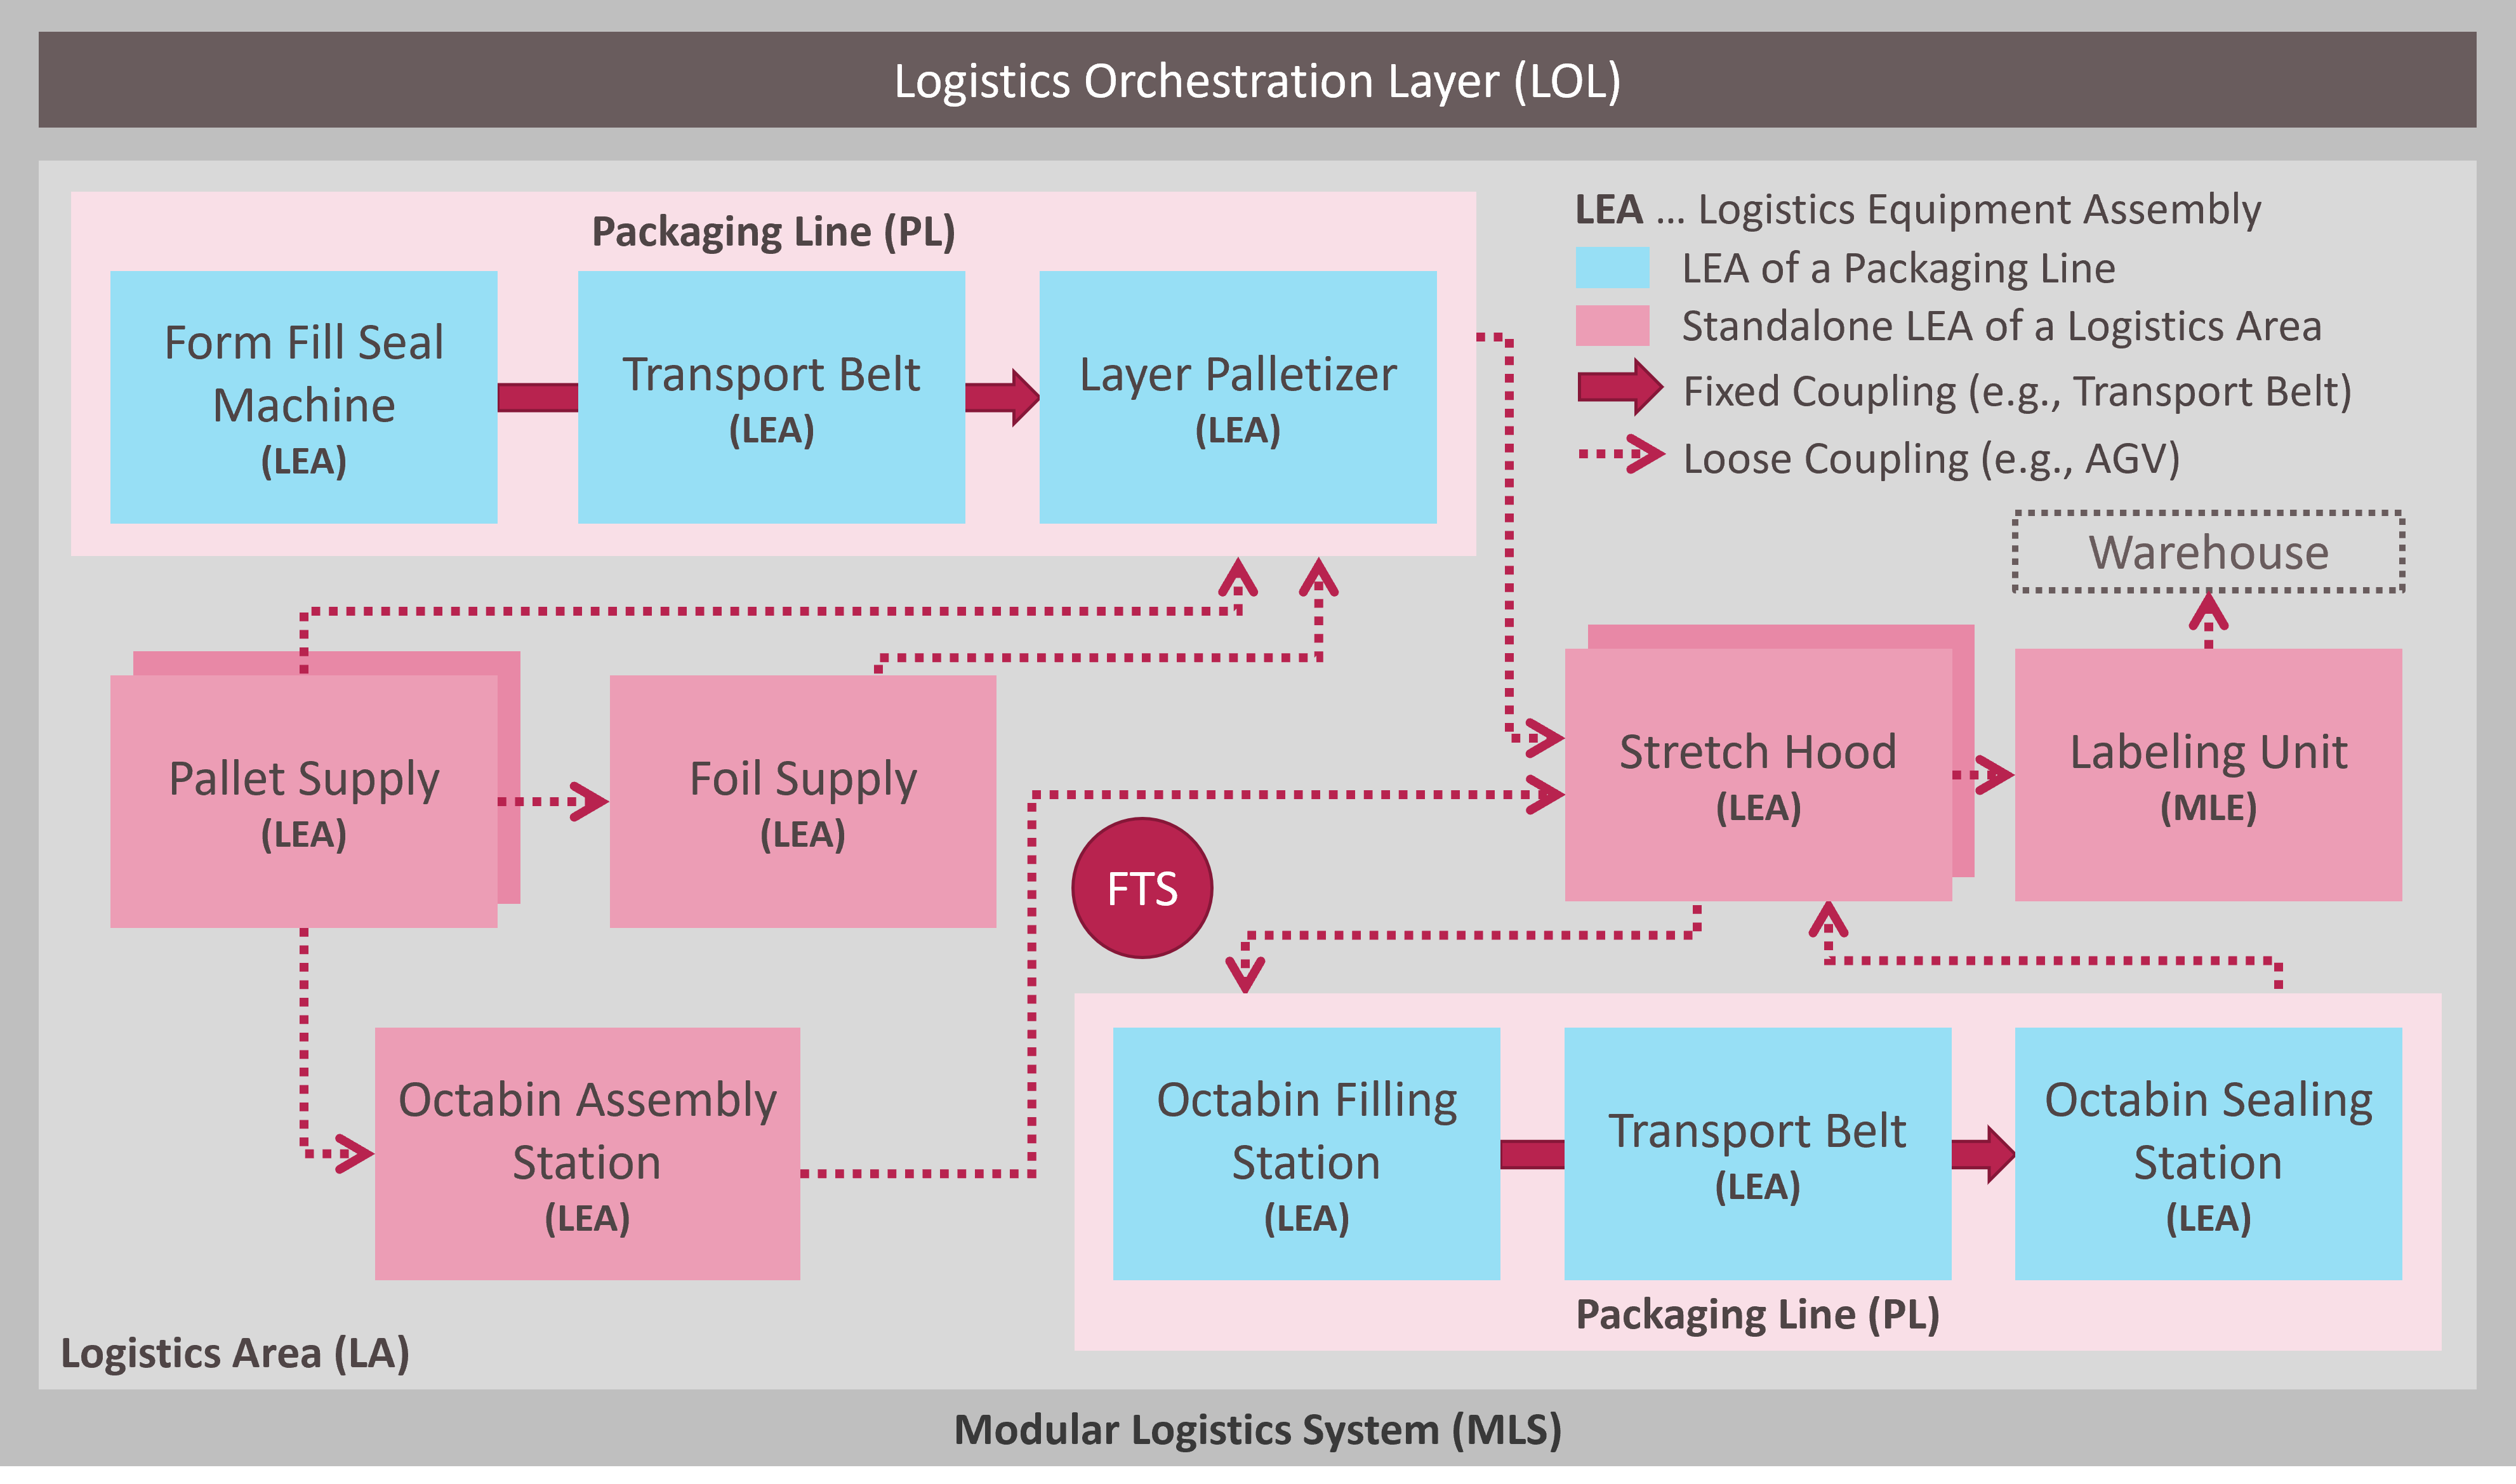 Logistics Orchestration Layer (LOL)
Packaging Line (PL)
Form Fill Seal
Machine
(LEA)
Transport Belt
(LEA)
Layer Palletizer
(LEA)
LEA ... Logistics Equipment Assembly
LEA of a Packaging Line
Standalone LEA of a Logistics Area
Fixed Coupling (e.g., Transport Belt)
Loose Coupling (e.g., AGV)
Warehouse
Pallet Supply
(LEA)
Foil Supply
(LEA)
Stretch Hood
(LEA)
Labeling Unit
(MLE)
FTS
Octabin Assembly
Station
(LEA)
Octabin Filling
Station
(LEA)
Transport Belt
(LEA)
Octabin Sealing
Station
(LEA)
Packaging Line (PL)
Logistics Area (LA)
Modular Logistics System (MLS)